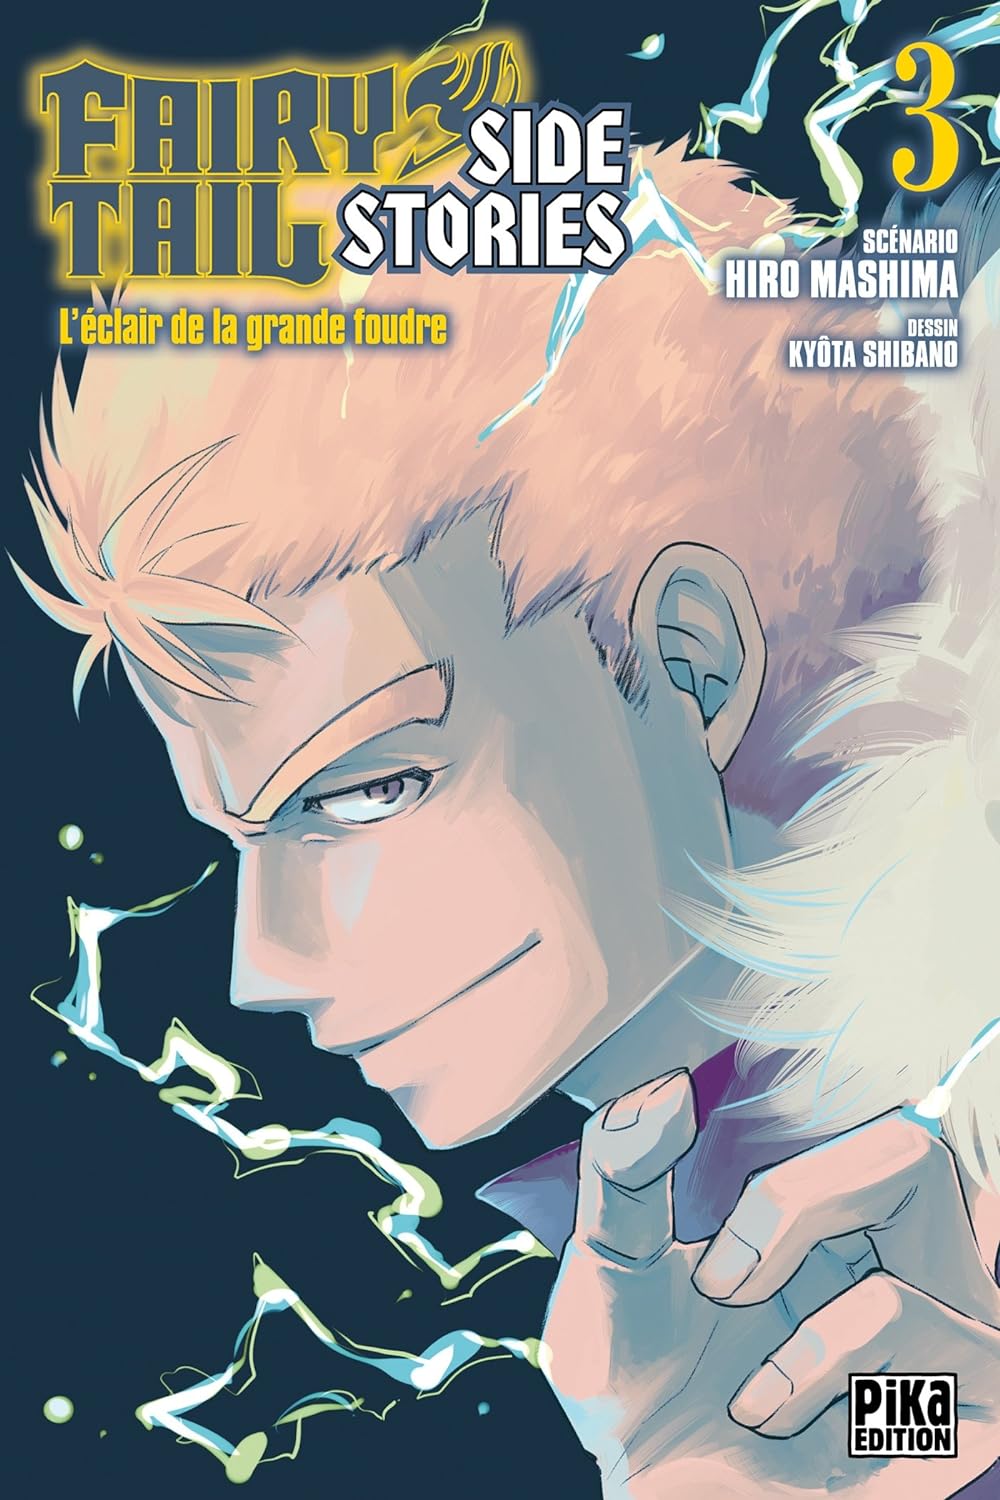 FAIRY
TAIL
SIDE
STORIES
L'éclair de la grande foudre
3
SCÉNARIO
HIRO MASHIMA
DESSIN
KYÔTA SHIBANO
PiKa
EDITION